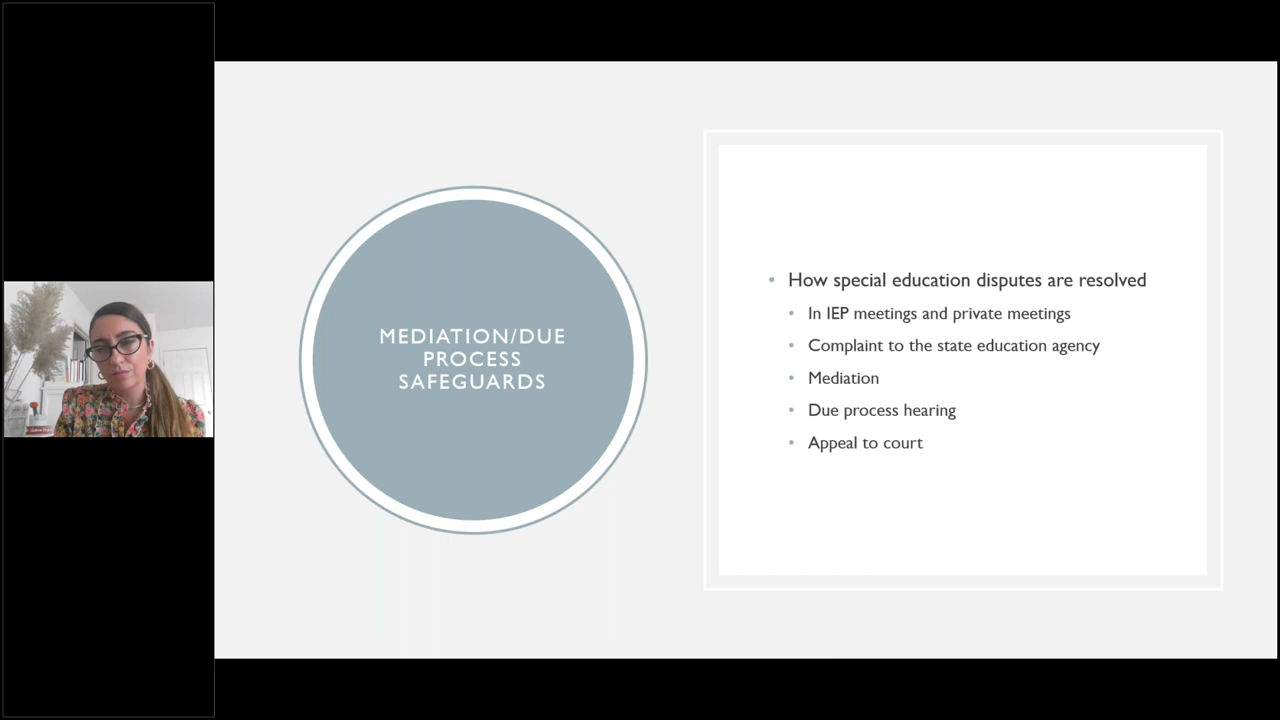 MEDIATION/DUE
PROCESS
SAFEGUARDS
• How special education disputes are resolved
• In IEP meetings and private meetings
• Complaint to the state education agency
• Mediation
• Due process hearing
• Appeal to court